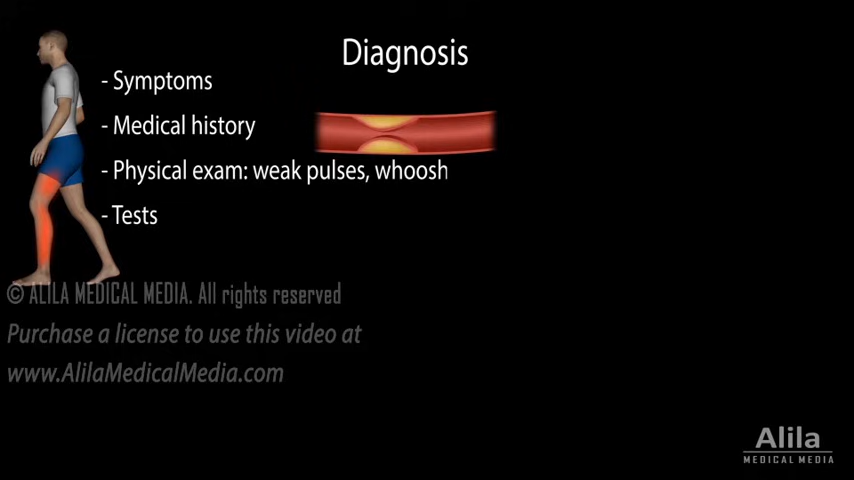 Diagnosis
- Symptoms
- Medical history
- Physical exam: weak pulses, whoosh
- Tests
© ALILA MEDICAL MEDIA. All rights reserved
Purchase a license to use this video at
www.AlilaMedicalMedia.com
Alila
MEDICAL MEDIA